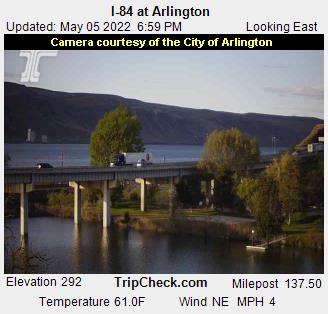 I-84 at Arlington
Updated: May 05 2022 6:59 PM Looking East
Camera courtesy of the City of Arlington
Elevation 292 TripCheck.com Milepost 137.50
Temperature 61.0F Wind NE MPH 4